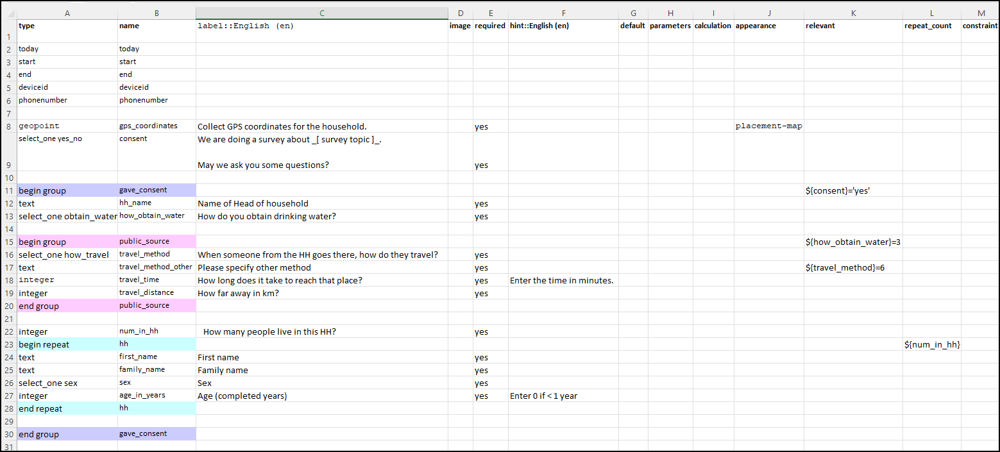 A B C D E F G H I J K L M
1 type name label::English (en) image required hint::English (en) default parameters calculation appearance relevant repeat_count constraint
2 today today
3 start start
4 end end
5 deviceid deviceid
6 phonenumber phonenumber
7
8 geopoint gps_coordinates Collect GPS coordinates for the household. yes placement-map
select_one yes_no consent We are doing a survey about _[ survey topic ]_.
9 May we ask you some questions? yes
10
11 begin group gave_consent ${consent}='yes'
12 text hh_name Name of Head of household yes
13 select_one obtain_water how_obtain_water How do you obtain drinking water? yes
14
15 begin group public_source ${how_obtain_water}=3
16 select_one how_travel travel_method When someone from the HH goes there, how do they travel? yes
17 text travel_method_other Please specify other method yes ${travel_method}=6
18 integer travel_time How long does it take to reach that place? yes Enter the time in minutes.
19 integer travel_distance How far away in km? yes
20 end group public_source
21
22 integer num_in_hh How many people live in this HH? yes
23 begin repeat hh ${num_in_hh}
24 text first_name First name yes
25 text family_name Family name yes
26 select_one sex sex Sex yes
27 integer age_in_years Age (completed years) yes Enter 0 if < 1 year
28 end repeat hh
29
30 end group gave_consent
31